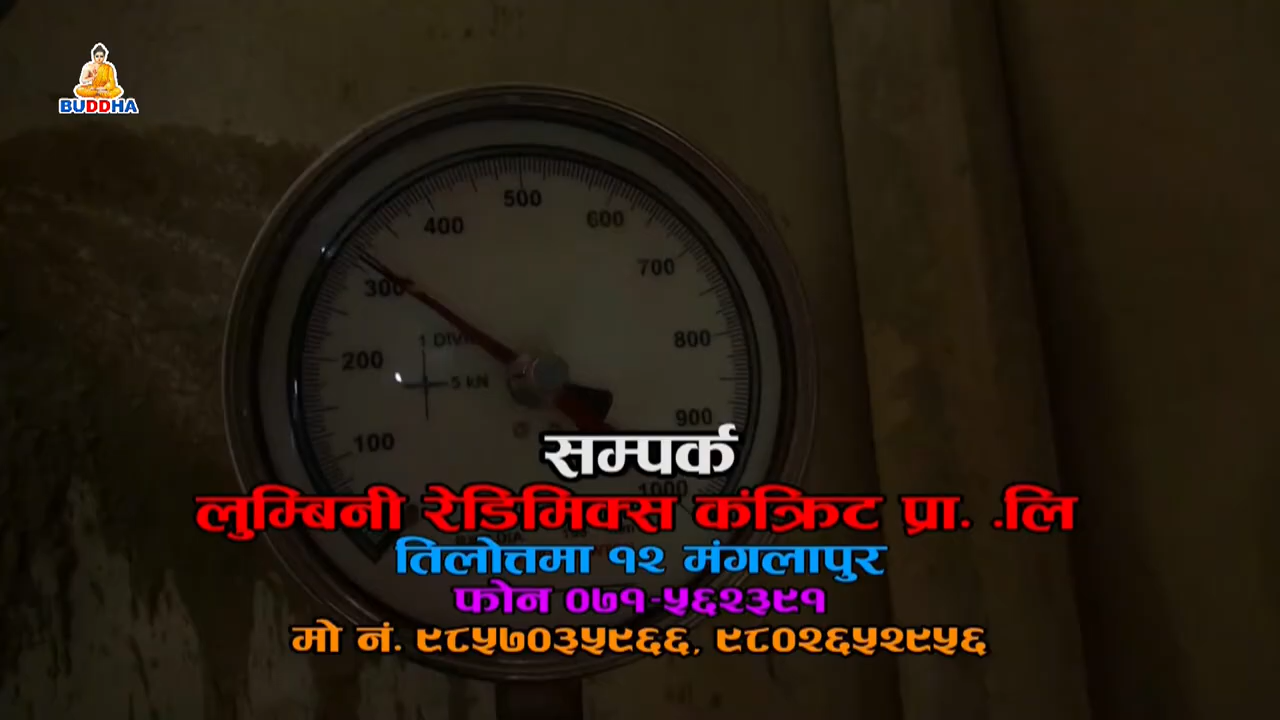 BUDDHA
500
400
600
700
300
1 DIV
800
200
5 kN
900
100
सम्पर्क
1000
लुम्बिनी रेडिमिक्स कंक्रिट प्रा. .लि
तिलोत्तमा १२ मंगलापुर
फोन ०७१-५६२३९१
मो नं. ९८५७०३५९६६, ९८०२६५२९५६